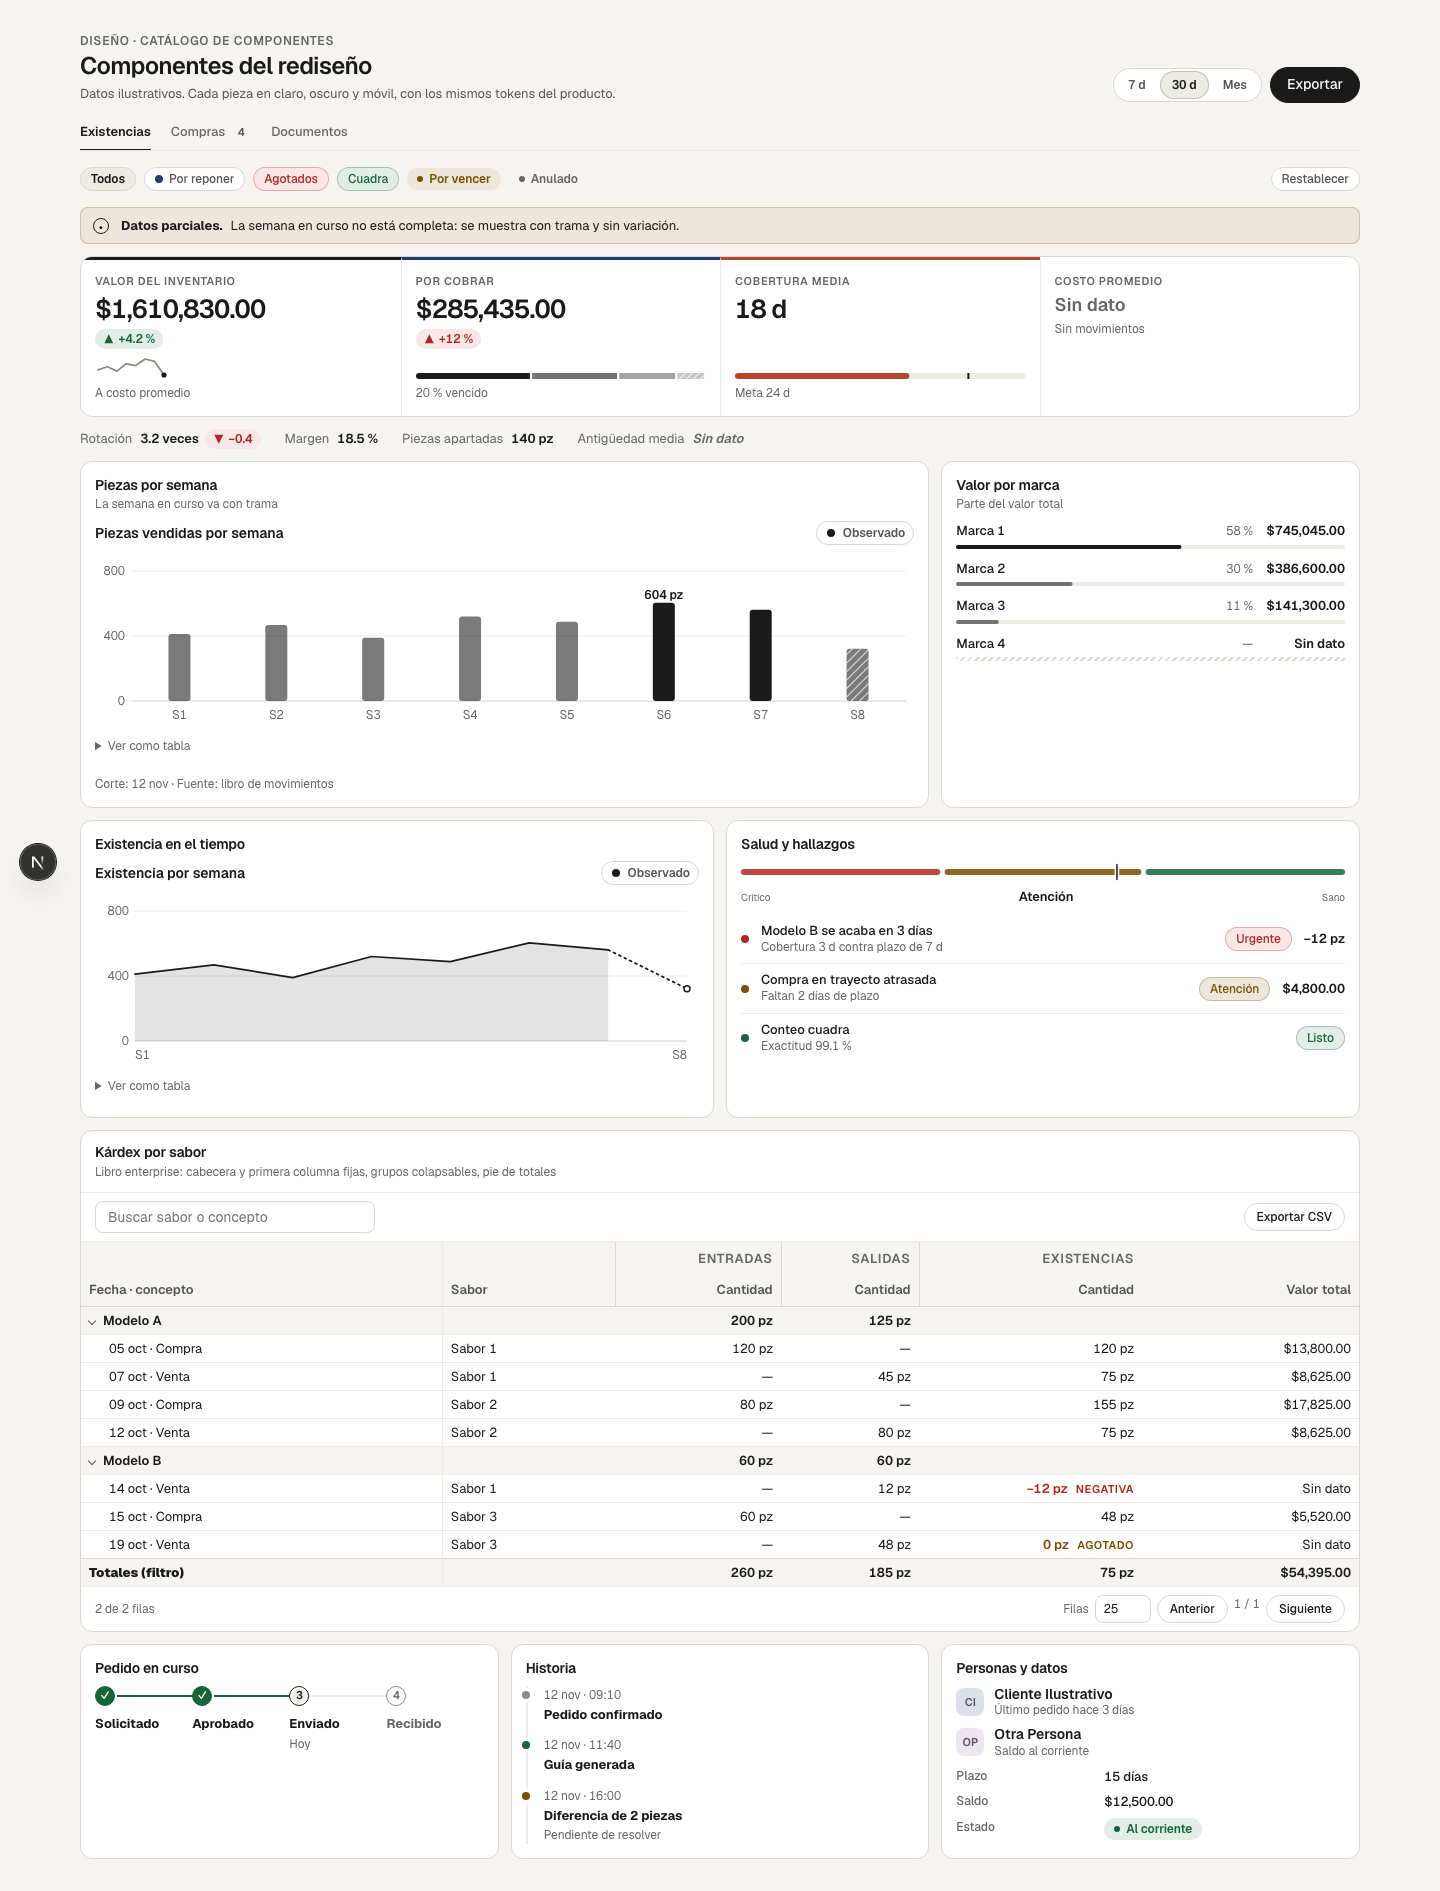 DISEÑO · CATÁLOGO DE COMPONENTES
Componentes del rediseño
Datos ilustrativos. Cada pieza en claro, oscuro y móvil, con los mismos tokens del producto.
7 d 30 d Mes Exportar
Existencias Compras 4 Documentos
Todos Por reponer Agotados Cuadra Por vencer Anulado Restablecer
Datos parciales. La semana en curso no está completa: se muestra con trama y sin variación.
VALOR DEL INVENTARIO
$1,610,830.00
▲ +4.2 %
A costo promedio
POR COBRAR
$285,435.00
▲ +12 %
20 % vencido
COBERTURA MEDIA
18 d
Meta 24 d
COSTO PROMEDIO
Sin dato
Sin movimientos
Rotación 3.2 veces ▼ −0.4 Margen 18.5 % Piezas apartadas 140 pz Antigüedad media Sin dato
Piezas por semana
La semana en curso va con trama
Piezas vendidas por semana Observado
800
604 pz
400
0
S1 S2 S3 S4 S5 S6 S7 S8
▶ Ver como tabla
Corte: 12 nov · Fuente: libro de movimientos
Valor por marca
Parte del valor total
Marca 1 58 % $745,045.00
Marca 2 30 % $386,600.00
Marca 3 11 % $141,300.00
Marca 4 — Sin dato
N
Existencia en el tiempo
Existencia por semana Observado
800
400
0
S1 S8
▶ Ver como tabla
Salud y hallazgos
Crítico Atención Sano
Modelo B se acaba en 3 días
Cobertura 3 d contra plazo de 7 d
Urgente −12 pz
Compra en trayecto atrasada
Faltan 2 días de plazo
Atención $4,800.00
Conteo cuadra
Exactitud 99.1 %
Listo
Kárdex por sabor
Libro enterprise: cabecera y primera columna fijas, grupos colapsables, pie de totales
Buscar sabor o concepto Exportar CSV
ENTRADAS SALIDAS EXISTENCIAS
Fecha · concepto Sabor Cantidad Cantidad Cantidad Valor total
Modelo A 200 pz 125 pz
05 oct · Compra Sabor 1 120 pz — 120 pz $13,800.00
07 oct · Venta Sabor 1 — 45 pz 75 pz $8,625.00
09 oct · Compra Sabor 2 80 pz — 155 pz $17,825.00
12 oct · Venta Sabor 2 — 80 pz 75 pz $8,625.00
Modelo B 60 pz 60 pz
14 oct · Venta Sabor 1 — 12 pz −12 pz NEGATIVA Sin dato
15 oct · Compra Sabor 3 60 pz — 48 pz $5,520.00
19 oct · Venta Sabor 3 — 48 pz 0 pz AGOTADO Sin dato
Totales (filtro) 260 pz 185 pz 75 pz $54,395.00
2 de 2 filas Filas 25 Anterior 1 / 1 Siguiente
Pedido en curso
3 4
Solicitado Aprobado Enviado Recibido
Hoy
Historia
12 nov · 09:10
Pedido confirmado
12 nov · 11:40
Guía generada
12 nov · 16:00
Diferencia de 2 piezas
Pendiente de resolver
Personas y datos
CI Cliente Ilustrativo
Último pedido hace 3 días
OP Otra Persona
Saldo al corriente
Plazo 15 días
Saldo $12,500.00
Estado Al corriente